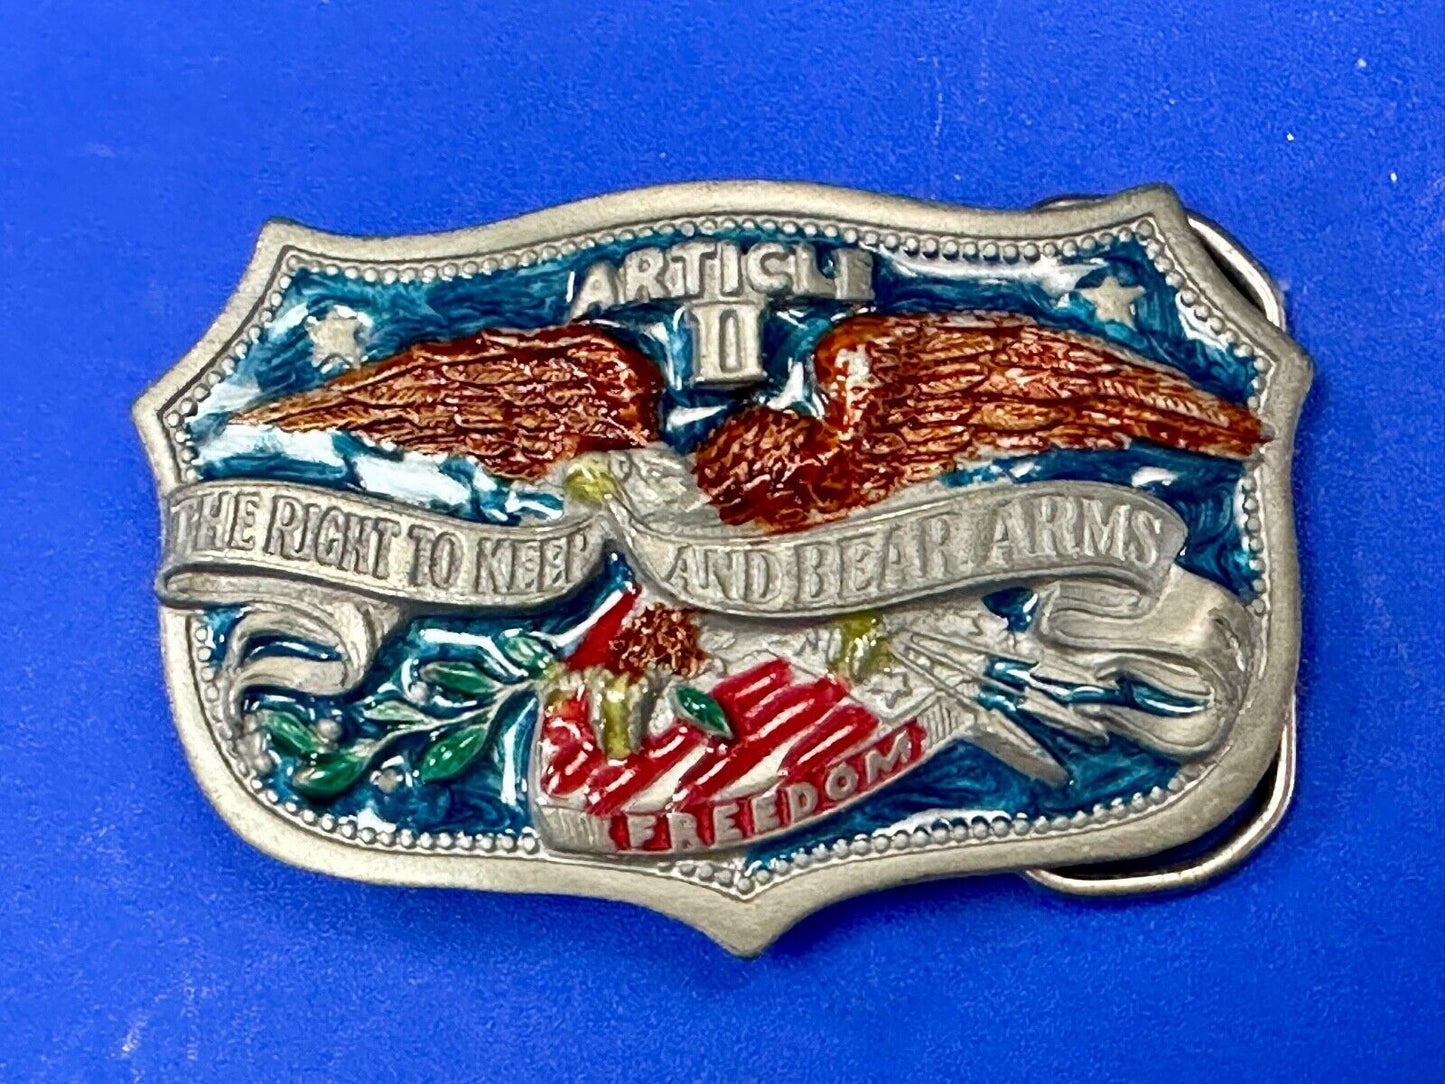 ARTICLE
II
THE RIGHT TO KEEP AND BEAR ARMS
FREEDOM